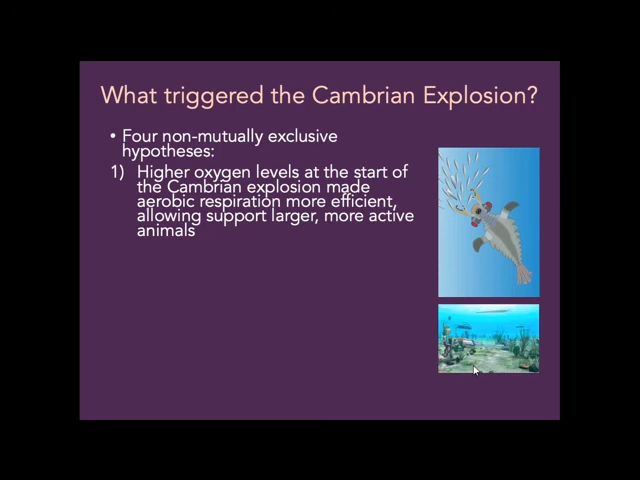 What triggered the Cambrian Explosion?
• Four non-mutually exclusive
hypotheses:
1) Higher oxygen levels at the start of
the Cambrian explosion made
aerobic respiration more efficient,
allowing support larger, more active
animals